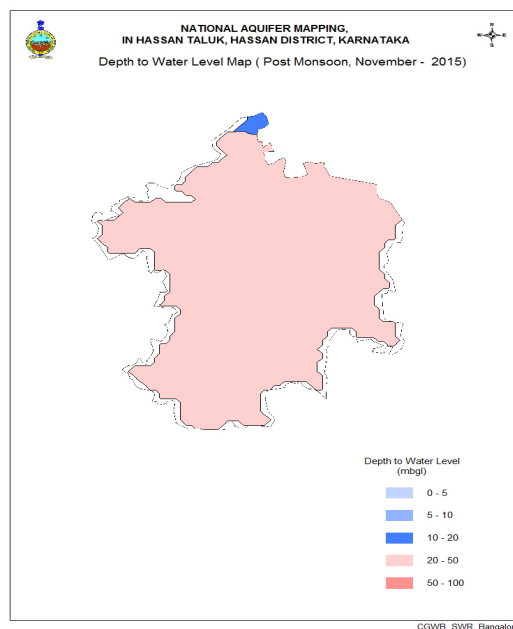 NATIONAL AQUIFER MAPPING,
IN HASSAN TALUK, HASSAN DISTRICT, KARNATAKA
Depth to Water Level Map ( Post Monsoon, November - 2015)
N
W E
S
Depth to Water Level
(mbgl)
0 - 5
5 - 10
10 - 20
20 - 50
50 - 100
CGWB, SWR, Bangalor